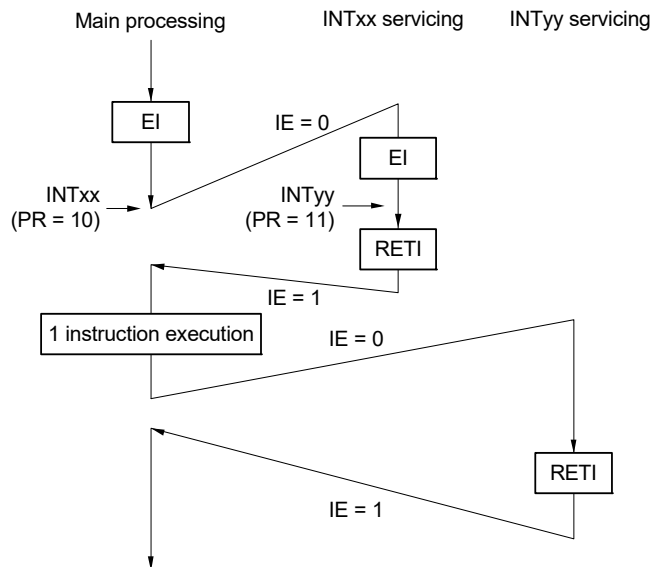 Main processing
INTxx servicing
INTyy servicing
EI
IE = 0
EI
INTxx
(PR = 10)
INTyy
(PR = 11)
RETI
IE = 1
1 instruction execution
IE = 0
RETI
IE = 1